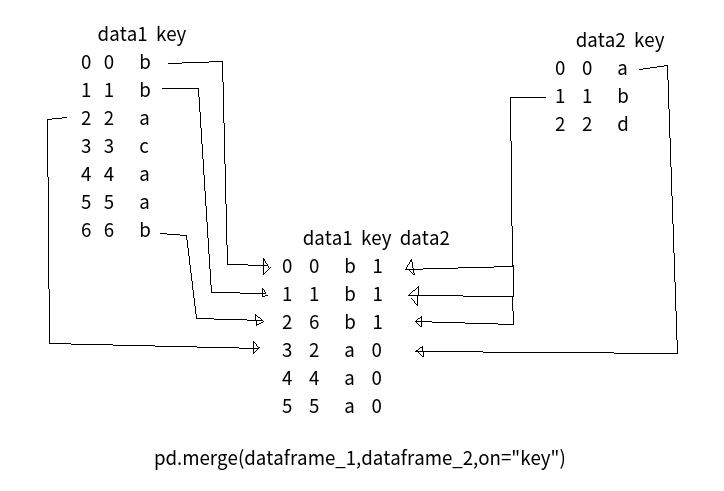 data1 key
0 0 b
1 1 b
2 2 a
3 3 c
4 4 a
5 5 a
6 6 b
data2 key
0 0 a
1 1 b
2 2 d
data1 key data2
0 0 b 1
1 1 b 1
2 6 b 1
3 2 a 0
4 4 a 0
5 5 a 0
pd.merge(dataframe_1,dataframe_2,on="key")